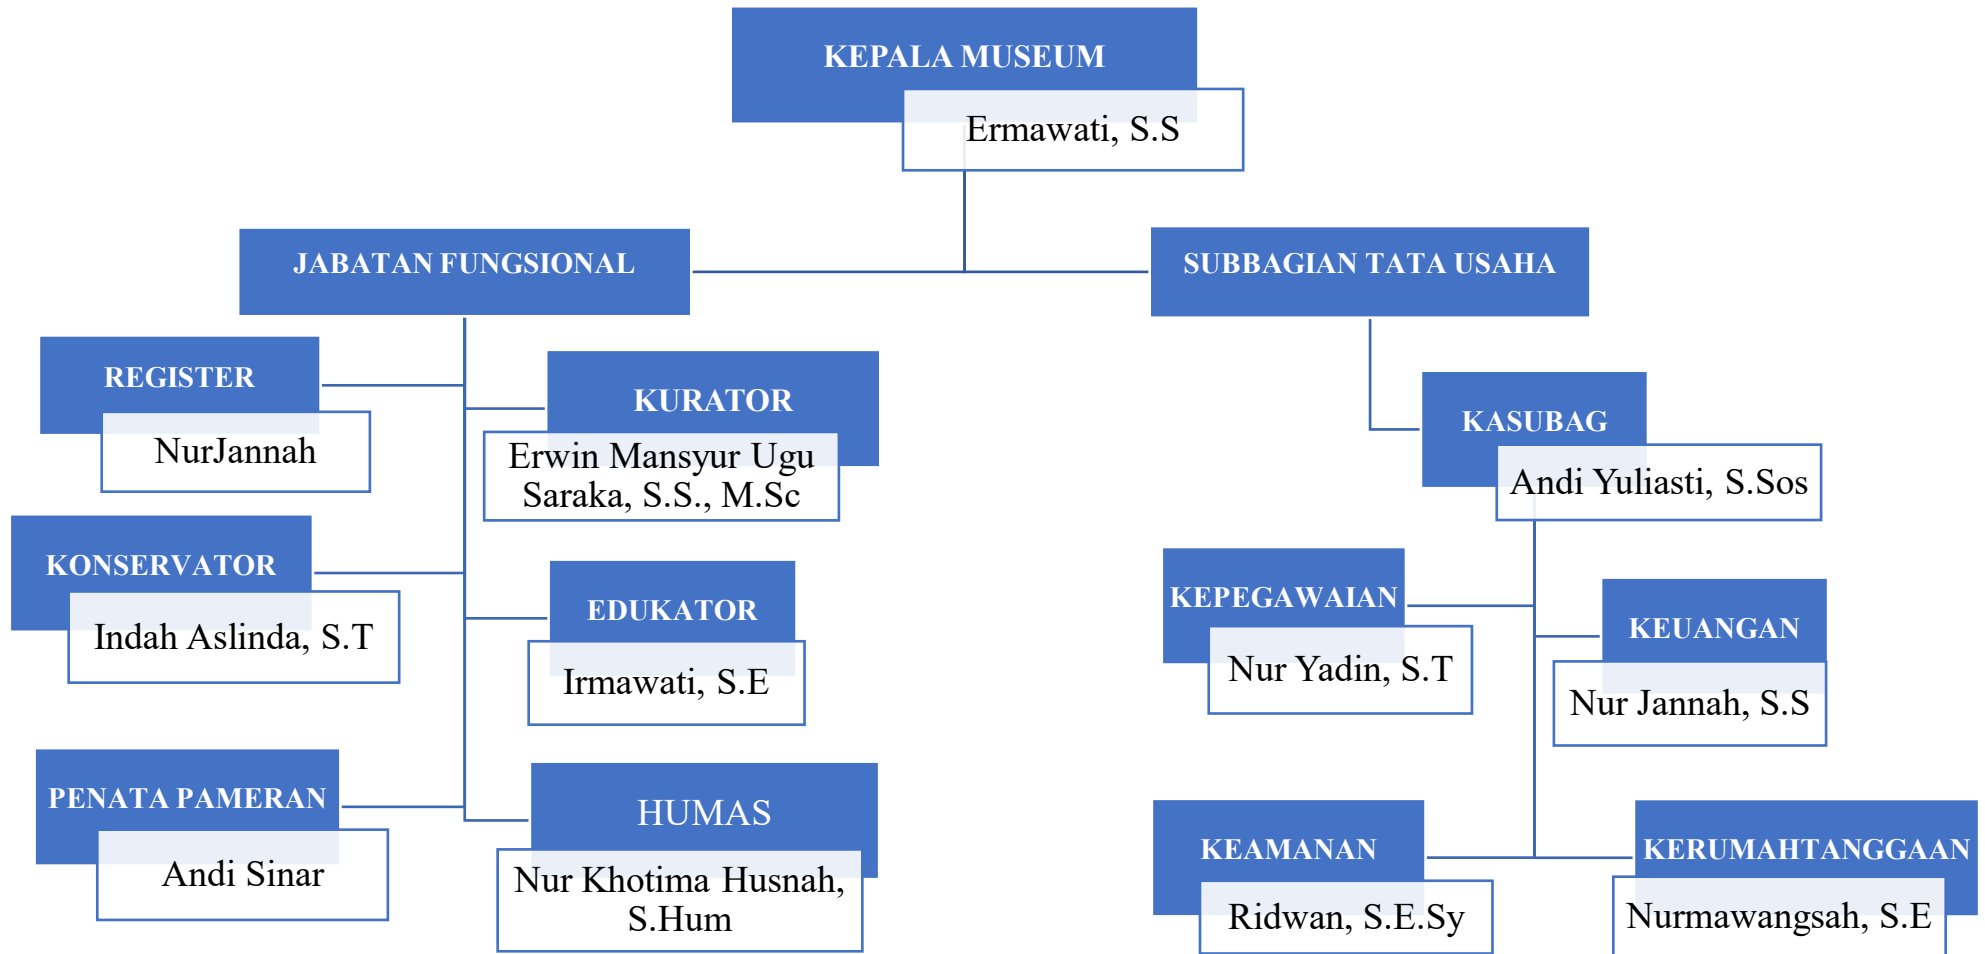 KEPALA MUSEUM
Ermawati, S.S
JABATAN FUNGSIONAL
SUBBAGIAN TATA USAHA
REGISTER
NurJannah
KURATOR
Erwin Mansyur Ugu
Saraka, S.S., M.Sc
KONSERVATOR
Indah Aslinda, S.T
EDUKATOR
Irmawati, S.E
PENATA PAMERAN
Andi Sinar
HUMAS
Nur Khotima Husnah,
S.Hum
KASUBAG
Andi Yuliasti, S.Sos
KEPEGAWAIAN
Nur Yadin, S.T
KEUANGAN
Nur Jannah, S.S
KEAMANAN
Ridwan, S.E.Sy
KERUMAHTANGGAAN
Nurmawangsah, S.E